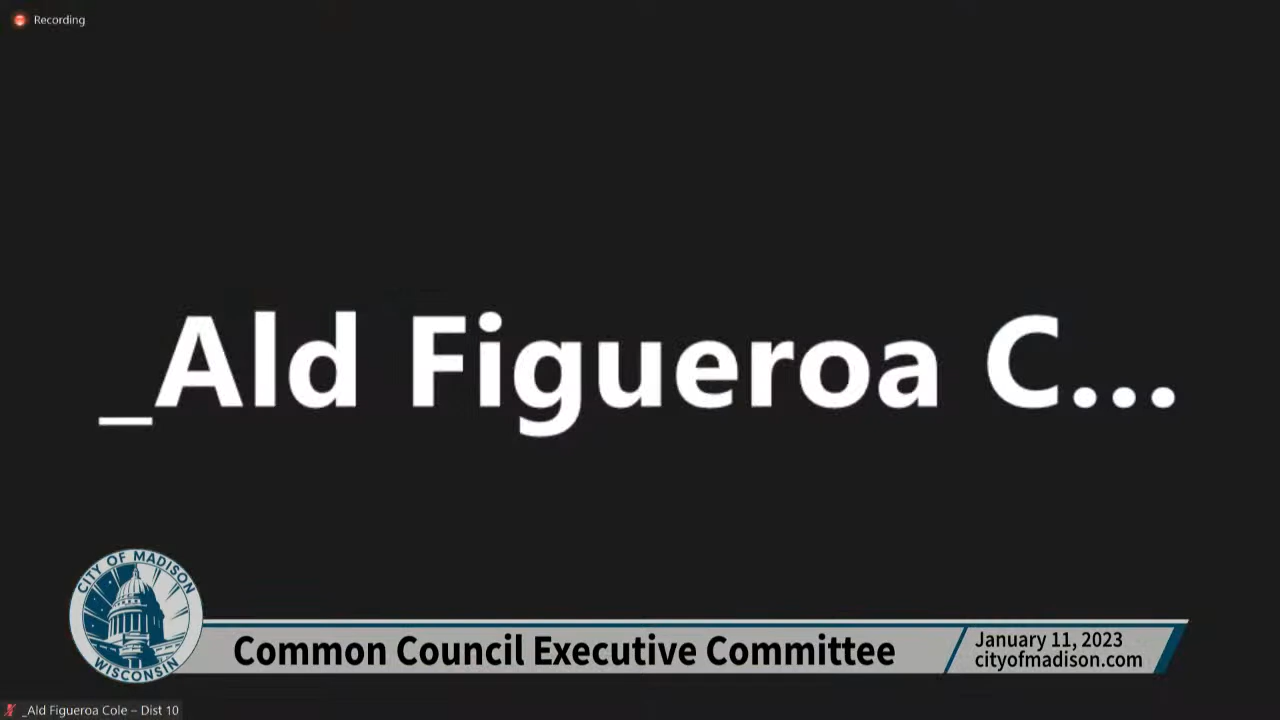 Recording
_Ald Figueroa C...
CITY OF MADISON
WISCONSIN
Common Council Executive Committee
January 11, 2023
cityofmadison.com
_Ald Figueroa Cole – Dist 10